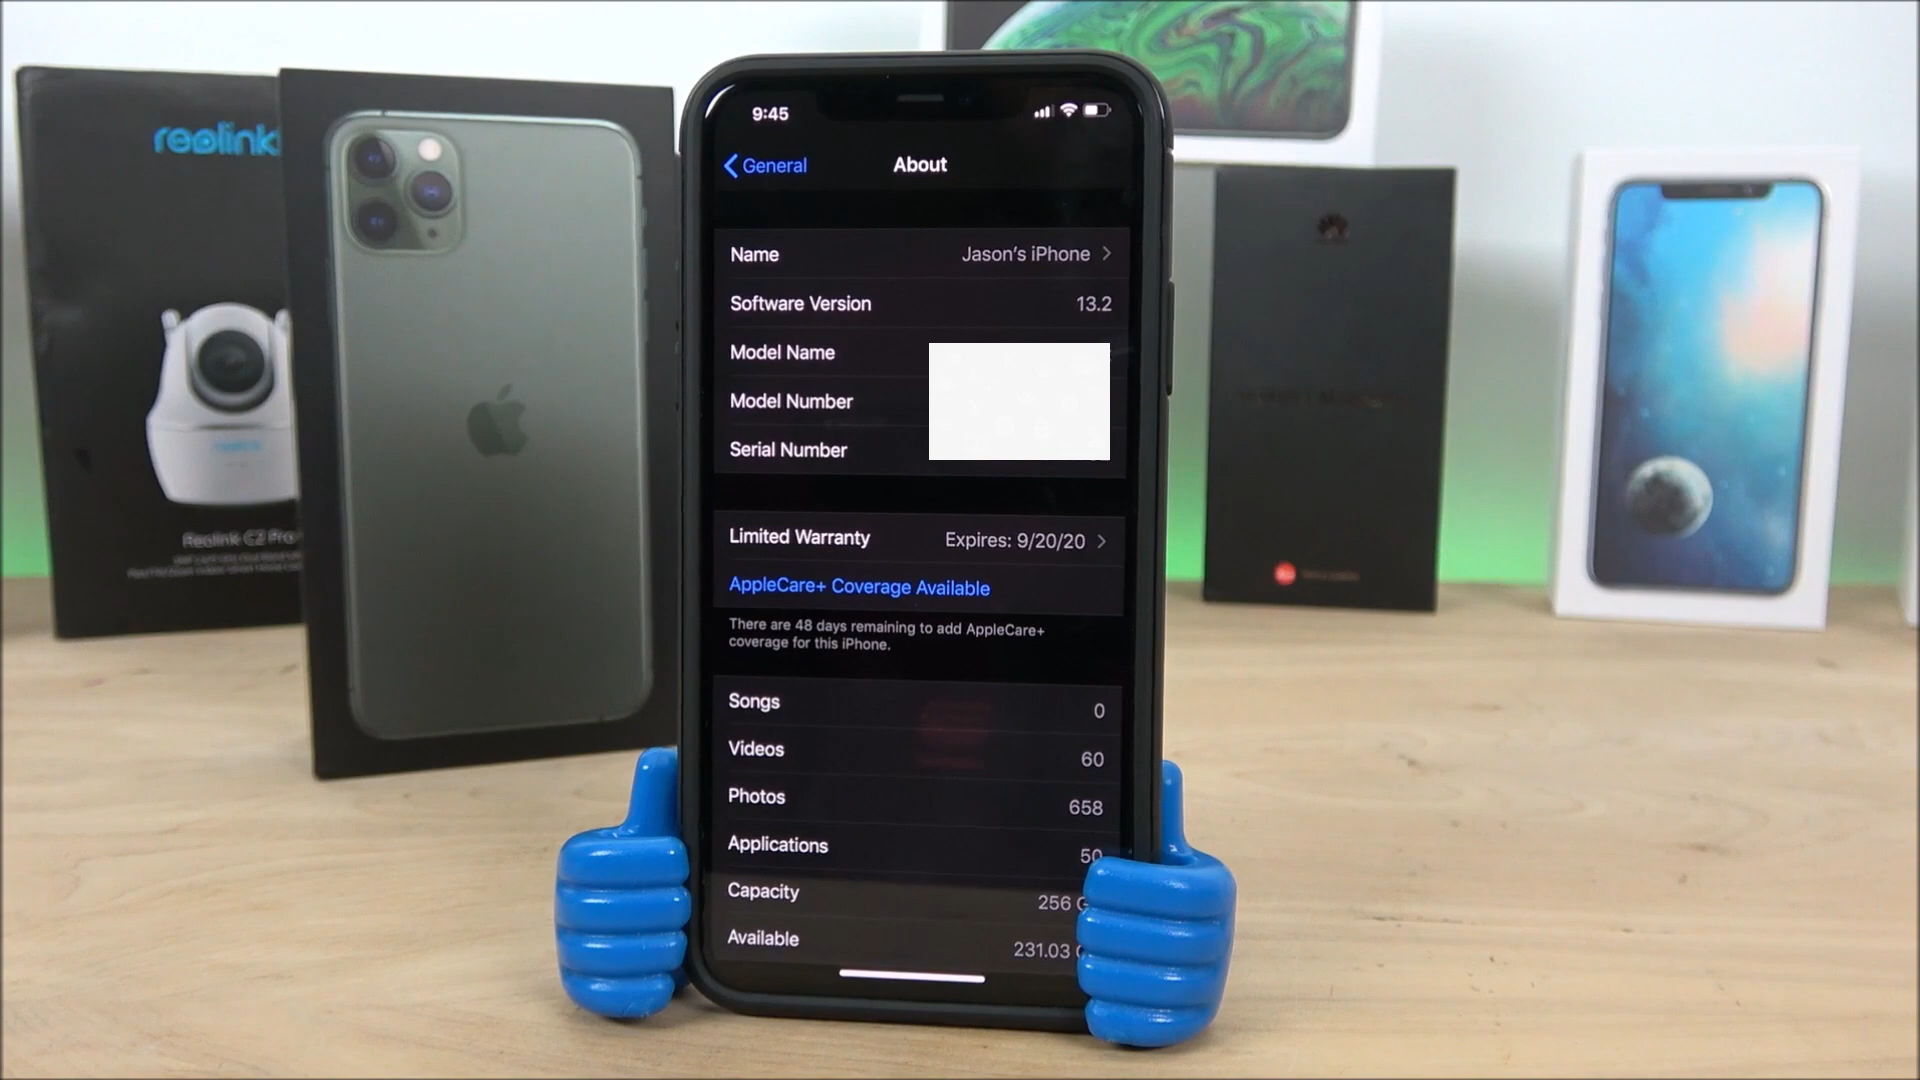 reolink
Reolink C2 Pro
9:45
General
About
Name Jason's iPhone
Software Version 13.2
Model Name
Model Number
Serial Number
Limited Warranty Expires: 9/20/20
AppleCare+ Coverage Available
There are 48 days remaining to add AppleCare+
coverage for this iPhone.
Songs 0
Videos 60
Photos 658
Applications 50
Capacity 256
Available 231.03